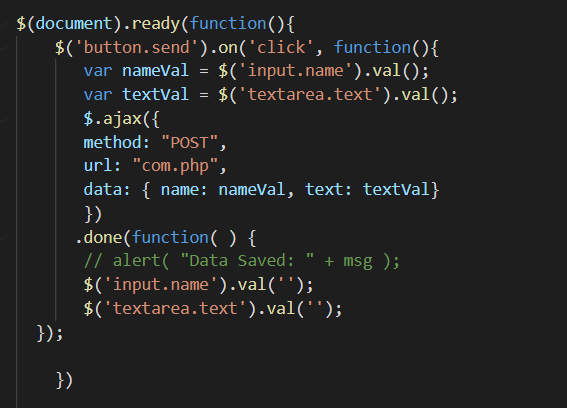 $(document).ready(function(){
$('button.send').on('click', function(){
var nameVal = $('input.name').val();
var textVal = $('textarea.text').val();
$.ajax({
method: "POST",
url: "com.php",
data: { name: nameVal, text: textVal}
})
.done(function( ) {
// alert( "Data Saved: " + msg );
$('input.name').val('');
$('textarea.text').val('');
});
})